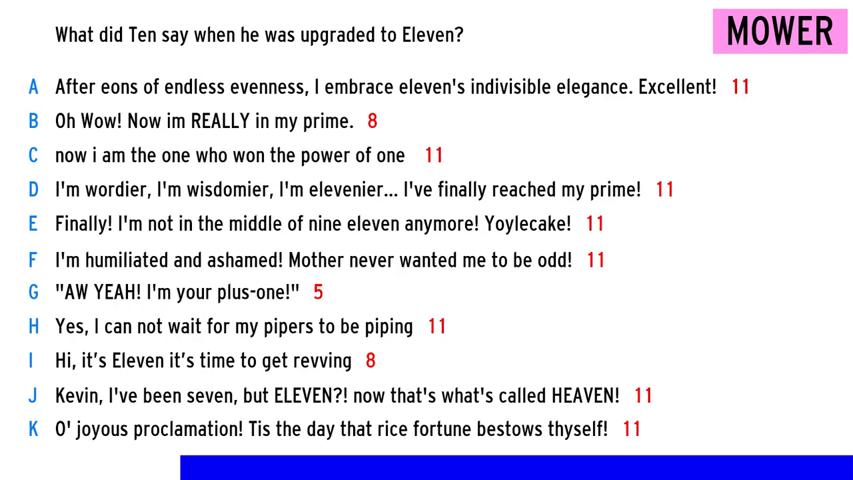 What did Ten say when he was upgraded to Eleven?
MOWER
A After eons of endless evenness, I embrace eleven's indivisible elegance. Excellent! 11
B Oh Wow! Now im REALLY in my prime. 8
C now i am the one who won the power of one 11
D I'm wordier, I'm wisdomier, I'm elevenier... I've finally reached my prime! 11
E Finally! I'm not in the middle of nine eleven anymore! Yoylecake! 11
F I'm humiliated and ashamed! Mother never wanted me to be odd! 11
G "AW YEAH! I'm your plus-one!" 5
H Yes, I can not wait for my pipers to be piping 11
I Hi, it’s Eleven it’s time to get revving 8
J Kevin, I've been seven, but ELEVEN?! now that's what's called HEAVEN! 11
K O' joyous proclamation! Tis the day that rice fortune bestows thyself! 11